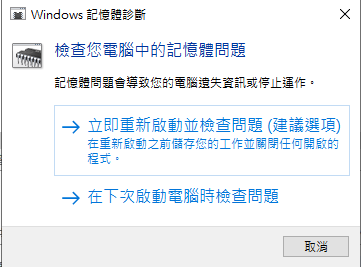 Windows 記憶體診斷
檢查您電腦中的記憶體問題
記憶體問題會導致您的電腦遺失資訊或停止運作。
立即重新啟動並檢查問題 (建議選項)
在重新啟動之前儲存您的工作並關閉任何開啟的
程式。
在下次啟動電腦時檢查問題
取消